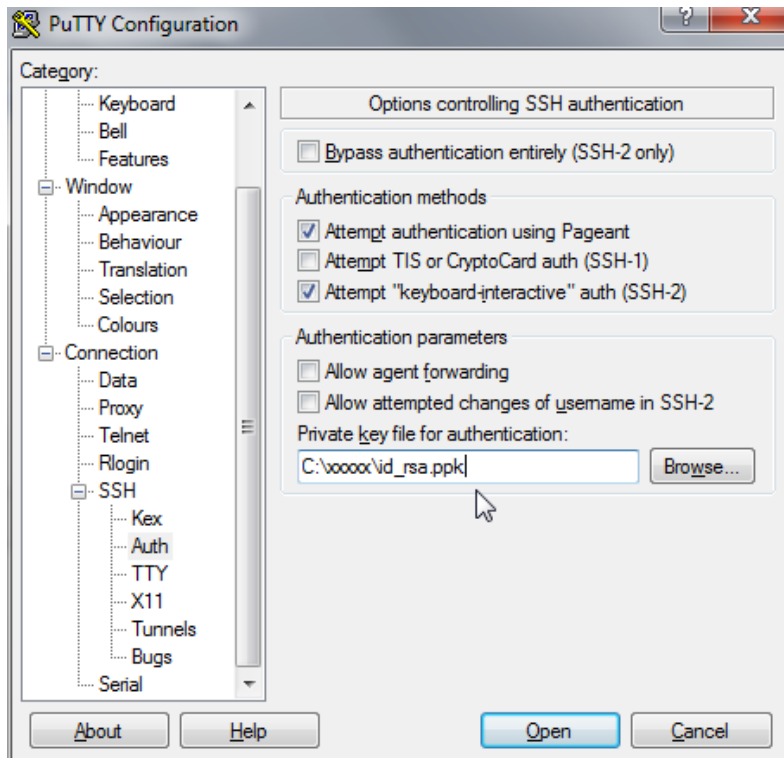 PuTTY Configuration
?
X
Category:
Keyboard
Bell
Features
Window
Appearance
Behaviour
Translation
Selection
Colours
Connection
Data
Proxy
Telnet
Rlogin
SSH
Kex
Auth
TTY
X11
Tunnels
Bugs
Serial
Options controlling SSH authentication
Bypass authentication entirely (SSH-2 only)
Authentication methods
Attempt authentication using Pageant
Attempt TIS or CryptoCard auth (SSH-1)
Attempt "keyboard-interactive" auth (SSH-2)
Authentication parameters
Allow agent forwarding
Allow attempted changes of username in SSH-2
Private key file for authentication:
C:\xxxxx\id_rsa.ppk
Browse...
About
Help
Open
Cancel